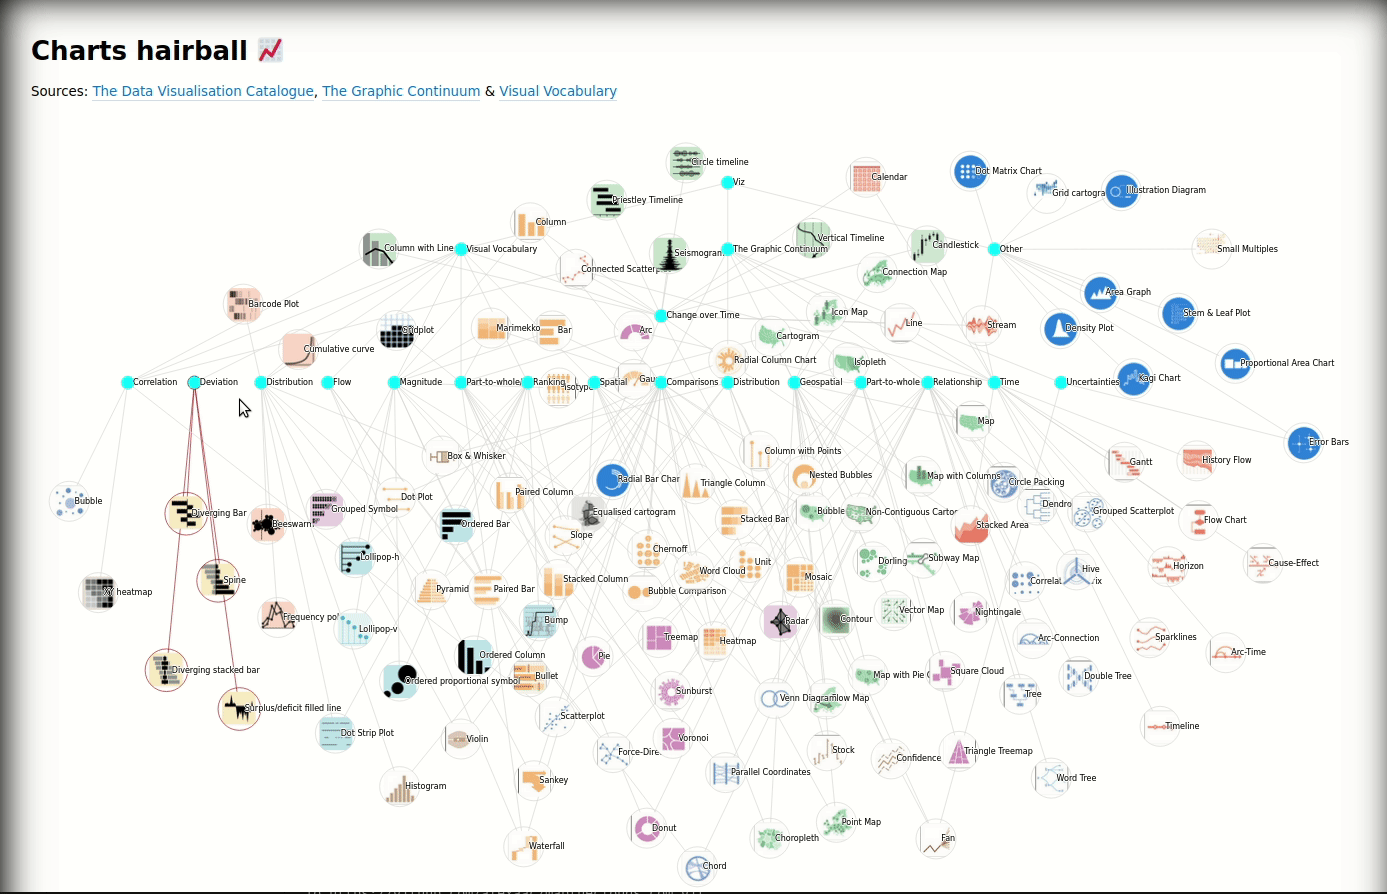 Charts hairball
Sources: The Data Visualisation Catalogue, The Graphic Continuum & Visual Vocabulary
Circle timeline
Dot Matrix Chart
Calendar
Viz
Illustration Diagram
Grid cartogra
Priestley Timeline
Column
Vertical Timeline
Candlestick
Column with Line
Visual Vocabulary
The Graphic Continuum
Other
Small Multiples
Seismogram
Connected Scatterp
Connection Map
Area Graph
Barcode Plot
Icon Map
Stem & Leaf Plot
Change over Time
Line
Stream
Density Plot
Marimekko
Bar
Arc
Cartogram
Cumulative curve
Radial Column Chart
Isopleth
Proportional Area Chart
Correlation
Deviation
Distribution
Flow
Magnitude
Part-to-whole/
Ranking
Isotype
Spatial
Gau
Comparisons
Distribution
Geospatial
Part-to-whole
Relationship
Time
Uncertainties
Kagi Chart
Map
Error Bars
Column with Points
Box & Whisker
Gantt
History Flow
Radial Bar Char
Nested Bubbles
Map with Columns
Triangle Column
Circle Packing
Paired Column
Dot Plot
Bubble
Dendro
Grouped Symbol
Diverging Bar
Equalised cartogram
Bubble
Non-Contiguous Cartog
Grouped Scatterplot
Beeswarm
Ordered Bar
Stacked Bar
Stacked Area
Flow Chart
Slope
Chernoff
Lollipop-h
Unit
Dorling
Subway Map
Word Cloud
Hive
Horizon
Cause-Effect
Spine
Stacked Column
Mosaic
Correlat
ix
Pyramid
Paired Bar
Bubble Comparison
XY heatmap
Vector Map
Nightingale
Frequency po
Bump
Radar
Contour
Lollipop-v
Treemap
Heatmap
Arc-Connection
Sparklines
Arc-Time
Ordered Column
Pie
Diverging stacked bar
Square Cloud
Bullet
Map with Pie C
Double Tree
Ordered proportional symbo
Sunburst
Tree
Venn Diagram
Flow Map
Surplus/deficit filled line
Scatterplot
Timeline
Dot Strip Plot
Violin
Voronoi
Force-Dire
Stock
Triangle Treemap
Confidence
Parallel Coordinates
Sankey
Word Tree
Histogram
Point Map
Donut
Choropleth
Fan
Waterfall
Chord